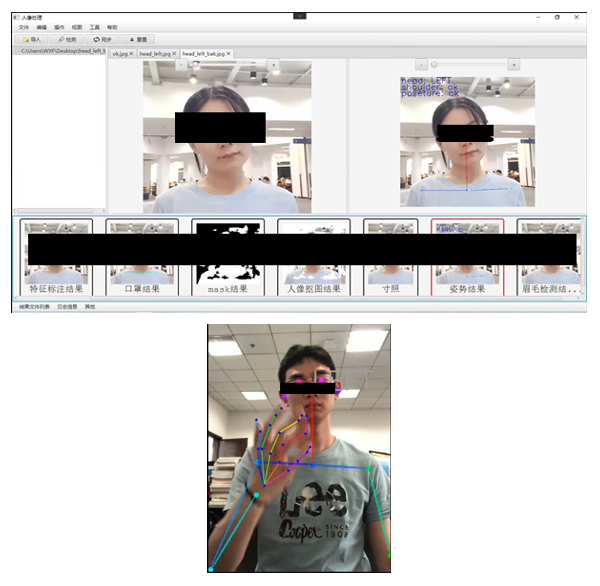 人像处理
文件 编辑 操作 视图 工具 帮助
导入 检测 同步 重置
C:\Users\WXF\Desktop\head_left_b
ok.jpg head_left.jpg head_left_bak.jpg
head: LEFT
shoulder: ok
poseture: ok
特征标注结果 口罩结果 mask结果 人像抠图结果 寸照 姿势结果 眉毛检测结...
结果文件列表 日志信息 其他
Lee
Cooper
SINCE
1908